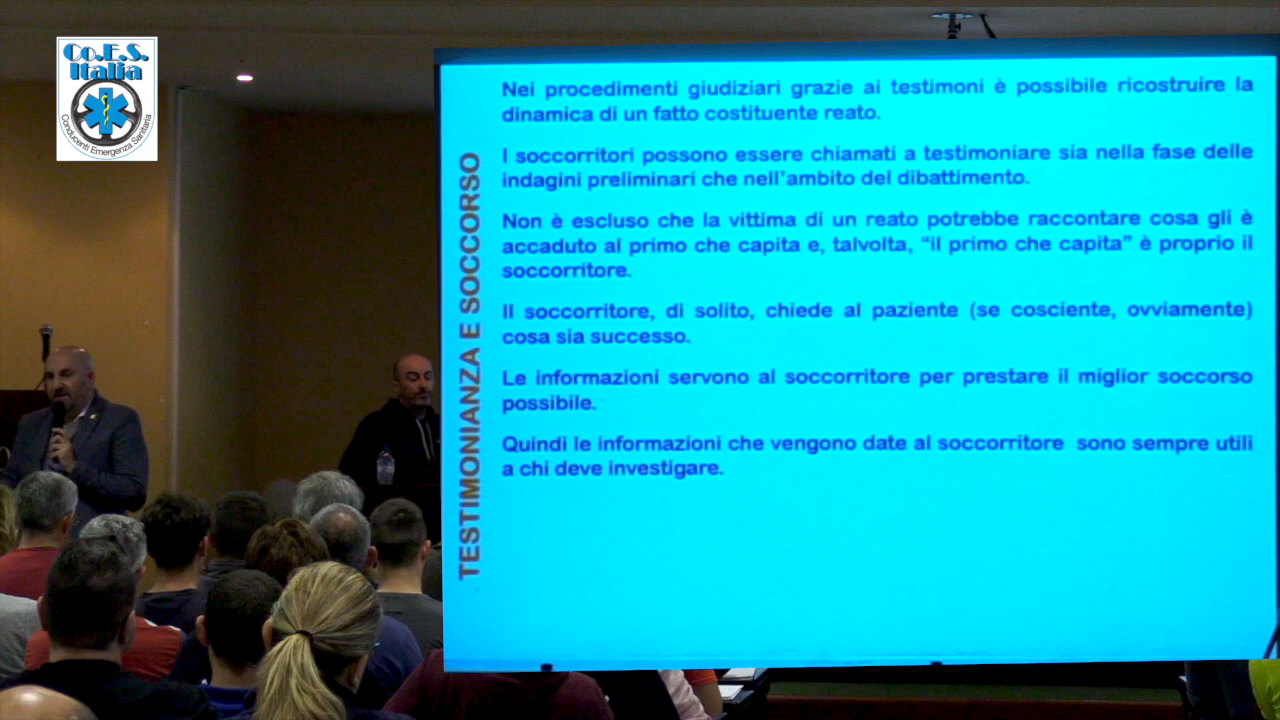 Co.E.S.
Italia
Conducenti Emergenza Sanitaria
TESTIMONIANZA E SOCCORSO
Nei procedimenti giudiziari grazie ai testimoni è possibile ricostruire la
dinamica di un fatto costituente reato.
I soccorritori possono essere chiamati a testimoniare sia nella fase delle
indagini preliminari che nell'ambito del dibattimento.
Non è escluso che la vittima di un reato potrebbe raccontare cosa gli è
accaduto al primo che capita e, talvolta, “il primo che capita” è proprio il
soccorritore.
Il soccorritore, di solito, chiede al paziente (se cosciente, ovviamente)
cosa sia successo.
Le informazioni servono al soccorritore per prestare il miglior soccorso
possibile.
Quindi le informazioni che vengono date al soccorritore sono sempre utili
a chi deve investigare.